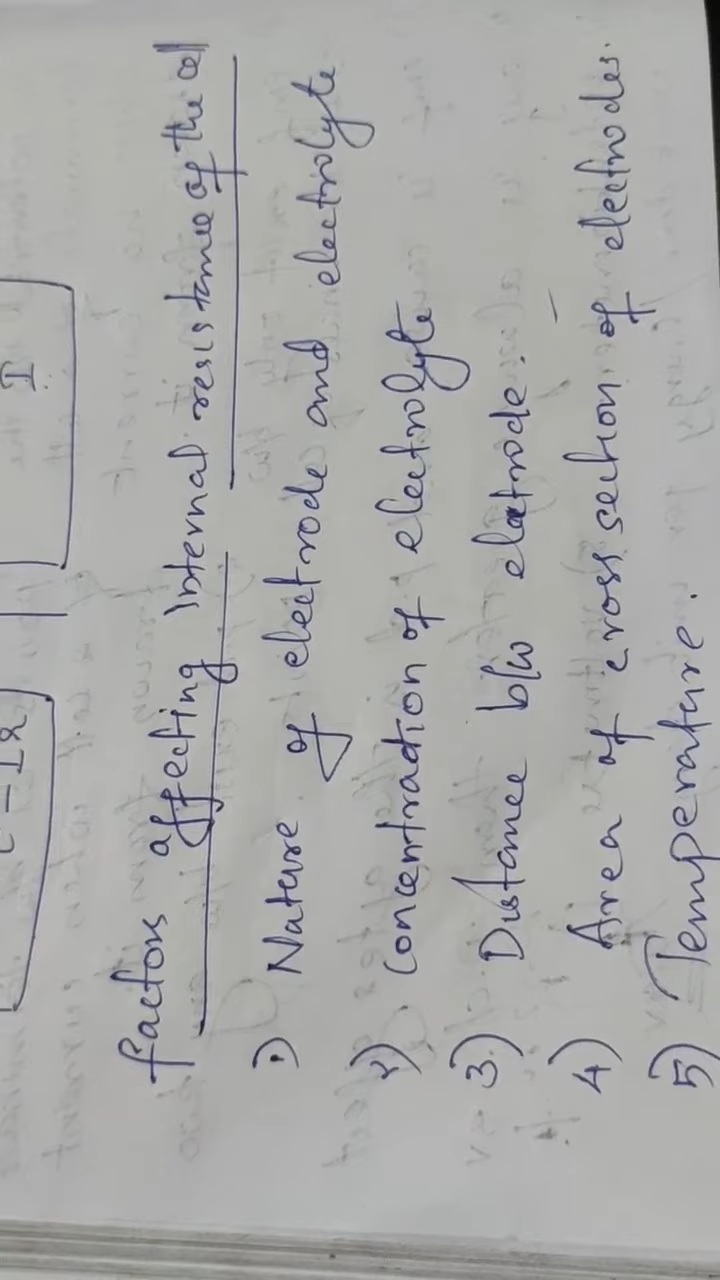 I
- IR
factors affecting internal resistance of the cell
1) Nature of electrode and electrolyte
2) Concentration of electrolyte
3) Distance b/w electrode.
4) Area of cross section of electrodes.
5) Temperature.